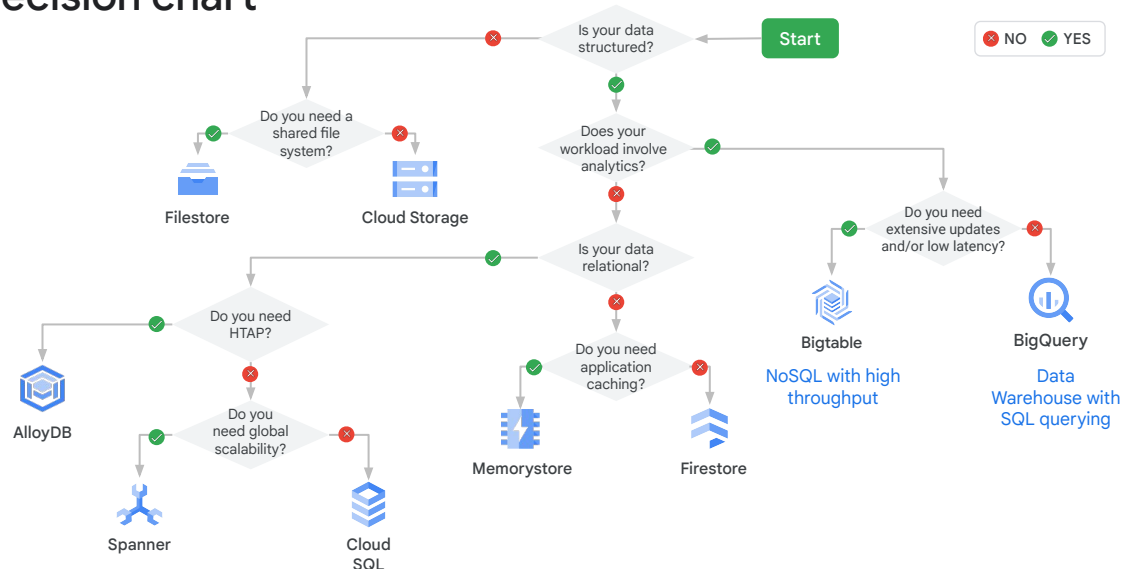 ecision chart
Is your data
structured?
Start
NO
YES
Do you need a
shared file
system?
Does your
workload involve
analytics?
Filestore
Cloud Storage
Do you need
extensive updates
and/or low latency?
Is your data
relational?
Do you need
HTAP?
Bigtable
BigQuery
Do you need
application
caching?
NoSQL with high
throughput
Data
Warehouse with
SQL querying
AlloyDB
Do you
need global
scalability?
Memorystore
Firestore
Spanner
Cloud
SQL